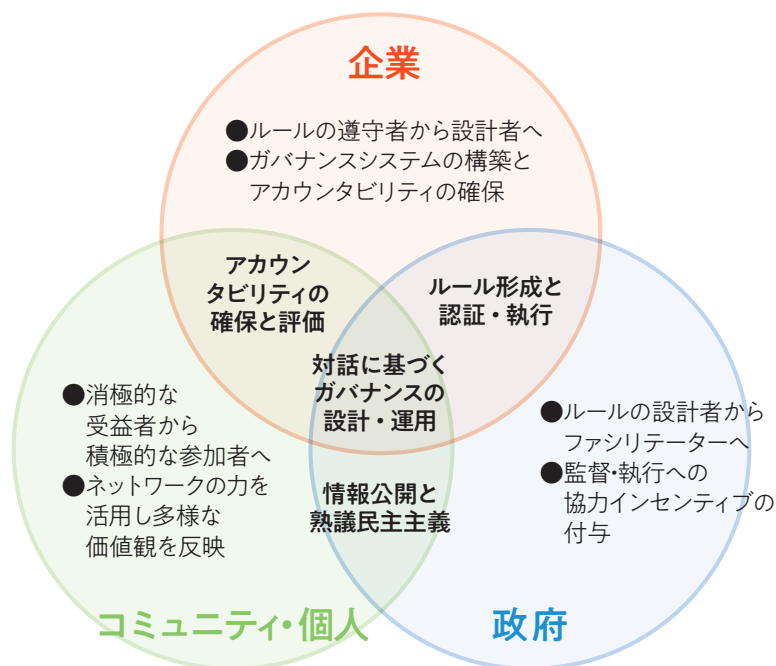 企業
●ルールの遵守者から設計者へ
●ガバナンスシステムの構築と
アカウンタビリティの確保
アカウン
タビリティの
確保と評価
ルール形成と
認証・執行
対話に基づく
ガバナンスの
設計・運用
●消極的な
受益者から
積極的な参加者へ
●ネットワークの力を
活用し多様な
価値観を反映
●ルールの設計者から
ファシリテーターへ
●監督・執行への
協力インセンティブの
付与
情報公開と
熟議民主主義
コミュニティ・個人
政府